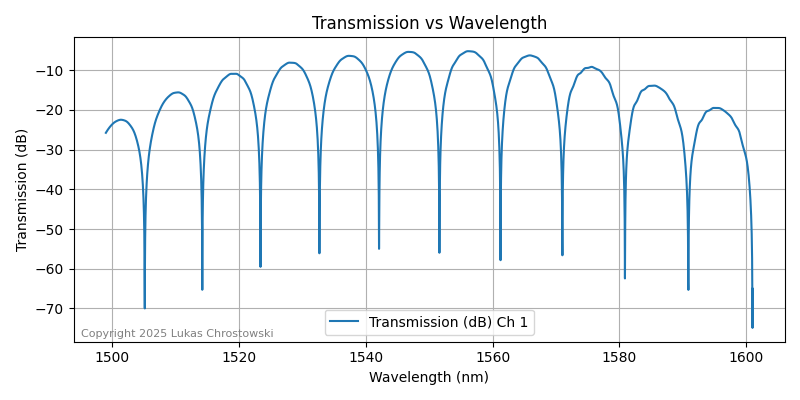 Transmission vs Wavelength
Transmission (dB)
−10
−20
−30
−40
−50
−60
−70
Transmission (dB) Ch 1
Copyright 2025 Lukas Chrostowski
1500 1520 1540 1560 1580 1600
Wavelength (nm)